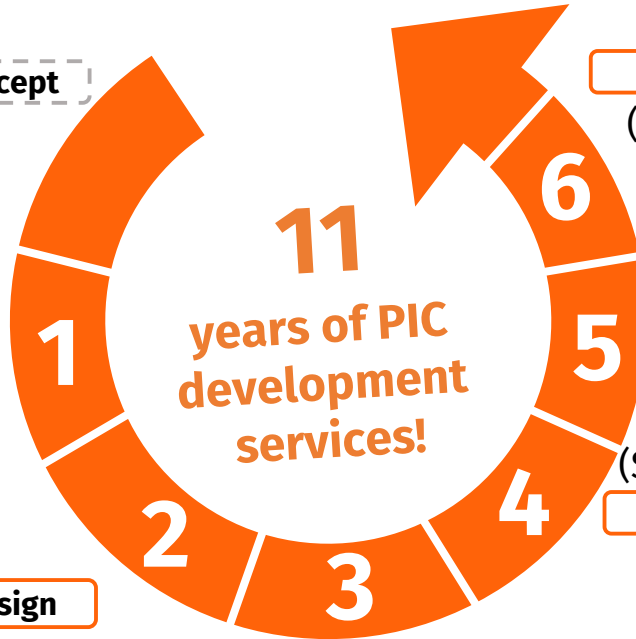 cept
(
6
11
years of PIC
development
services!
1
5
2
4
(
3
sign